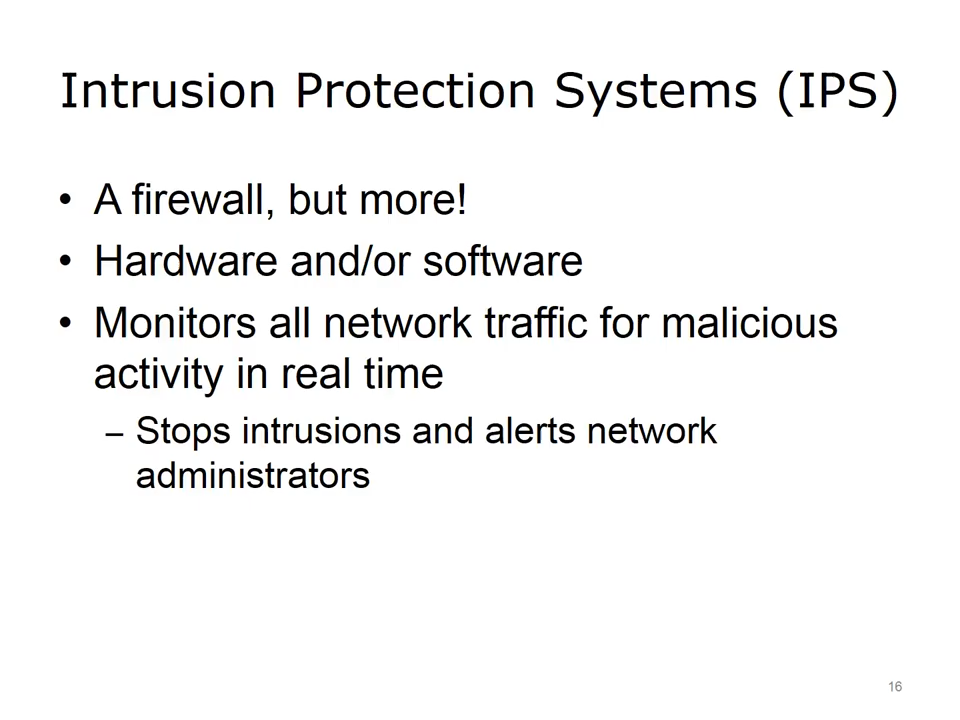 Intrusion Protection Systems (IPS)
• A firewall, but more!
• Hardware and/or software
• Monitors all network traffic for malicious
activity in real time
– Stops intrusions and alerts network
administrators
16